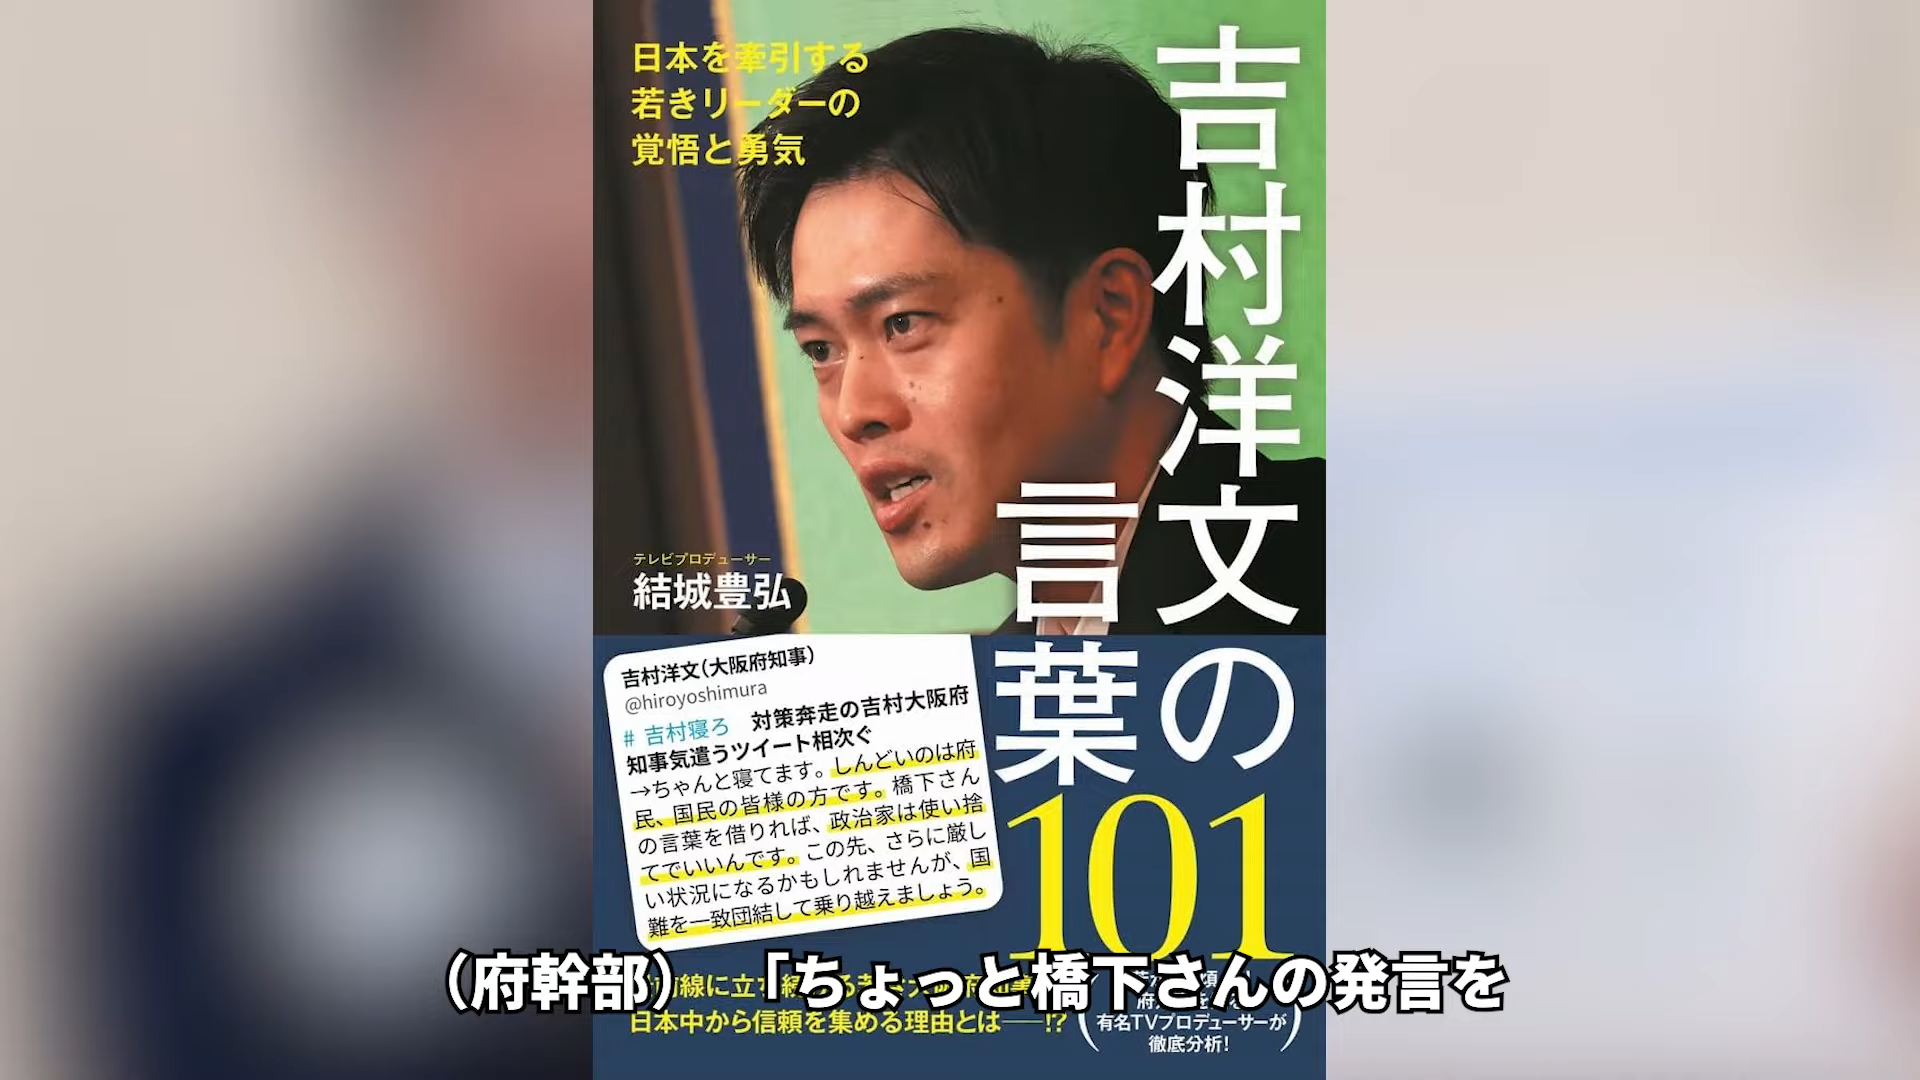 日本を牽引する
若きリーダーの
覚悟と勇気
吉村洋文の
言葉
101
テレビプロデューサー
結城豊弘
吉村洋文(大阪府知事)
@hiroyoshimura
# 吉村寝ろ 対策奔走の吉村大阪府
知事気遣うツイート相次ぐ
→ちゃんと寝てます。しんどいのは府
民、国民の皆様の方です。橋下さん
の言葉を借りれば、政治家は使い捨
てでいいんです。この先、さらに厳し
い状況になるかもしれませんが、国
難を一致団結して乗り越えましょう。
日本中から信頼を集める理由とは——!?
有名TVプロデューサーが
徹底分析!
(府幹部) 「ちょっと橋下さんの発言を